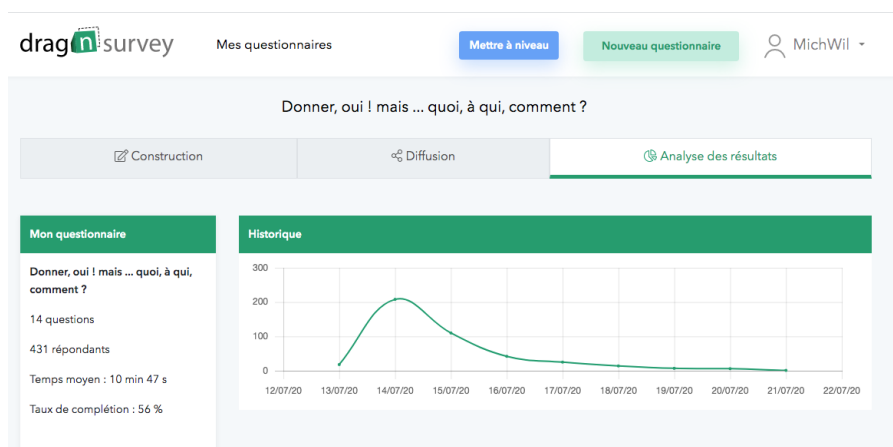 dragnsurvey
Mes questionnaires
Mettre à niveau
Nouveau questionnaire
MichWil
Donner, oui ! mais ... quoi, à qui, comment ?
Construction
Diffusion
Analyse des résultats
Mon questionnaire
Donner, oui ! mais ... quoi, à qui,
comment ?
14 questions
431 répondants
Temps moyen : 10 min 47 s
Taux de complétion : 56 %
Historique
300
200
100
0
12/07/20 13/07/20 14/07/20 15/07/20 16/07/20 17/07/20 18/07/20 19/07/20 20/07/20 21/07/20 22/07/20